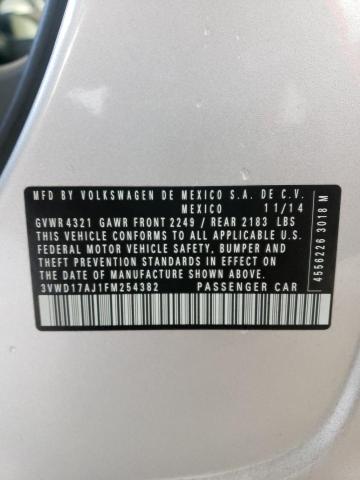 MFD BY VOLKSWAGEN DE MEXICO S.A. DE C.V.
MEXICO 11/14
GVWR 4321 GAWR FRONT 2249 / REAR 2183 LBS
THIS VEHICLE CONFORMS TO ALL APPLICABLE U.S.
FEDERAL MOTOR VEHICLE SAFETY, BUMPER AND
THEFT PREVENTION STANDARDS IN EFFECT ON
THE DATE OF MANUFACTURE SHOWN ABOVE
3VWD17AJ1FM254382 PASSENGER CAR
4556226 3018 M